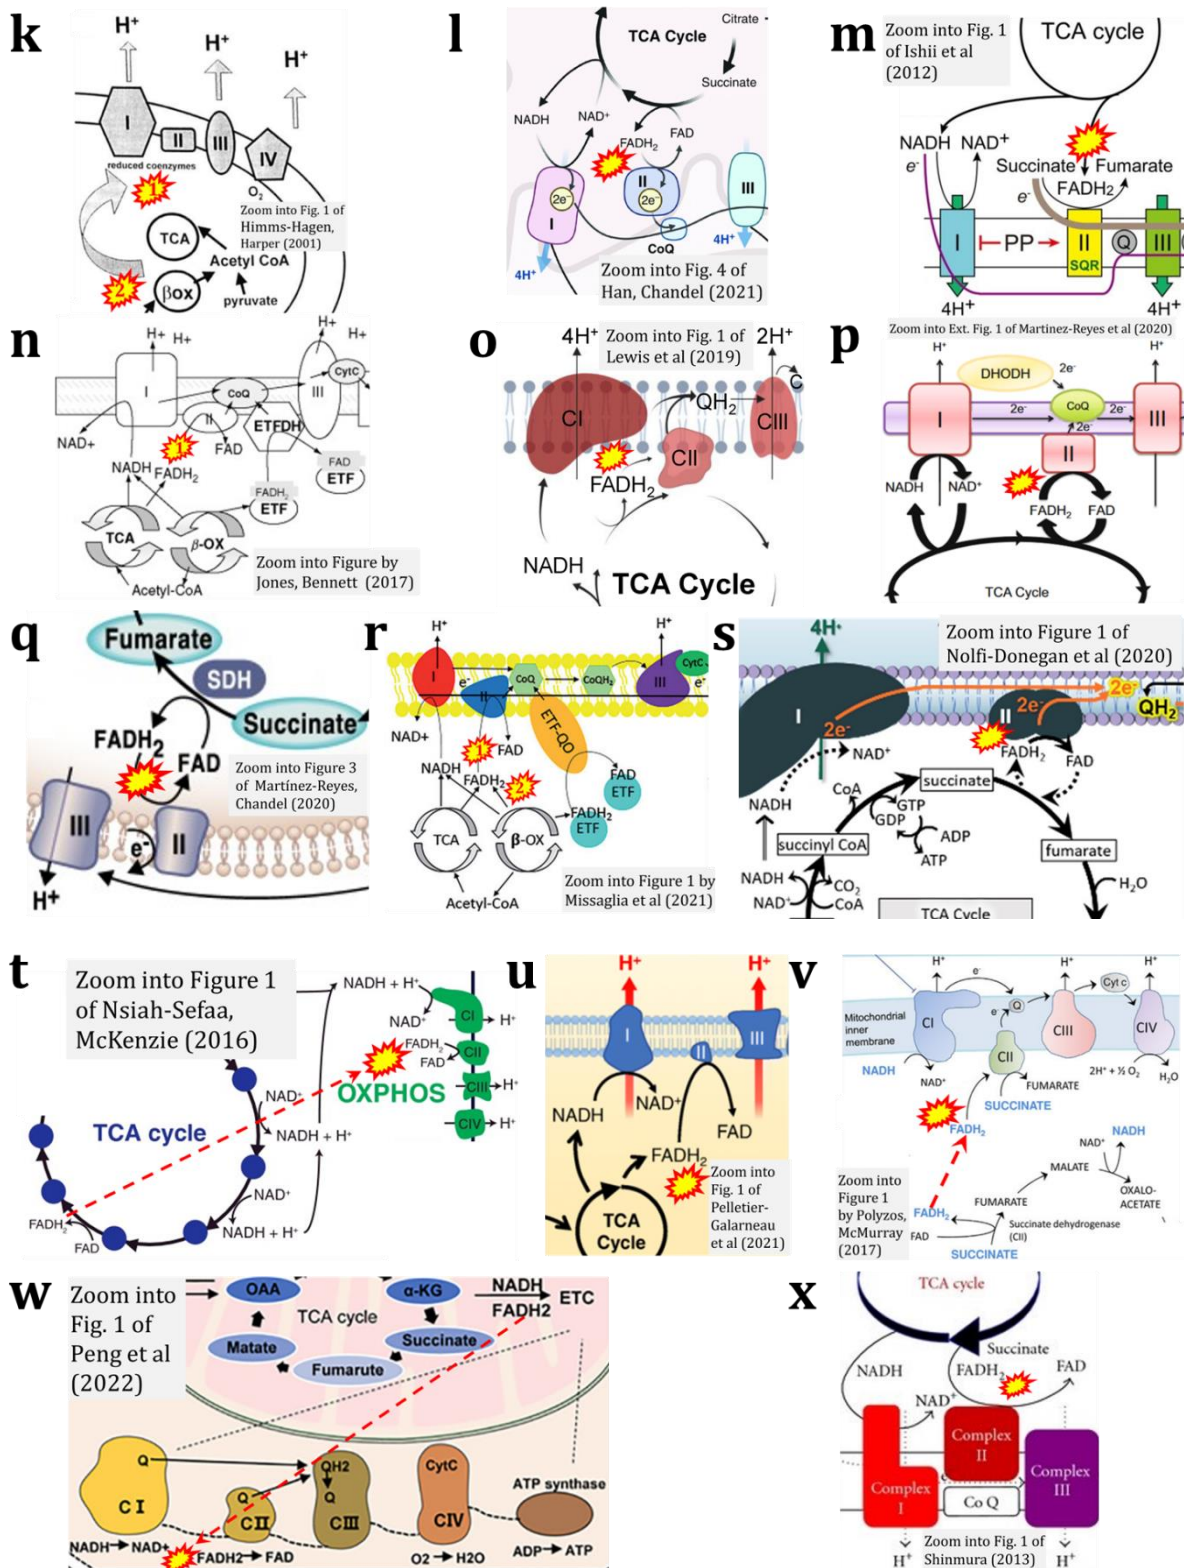 k
H+
H+
H+
I
II
III
IV
reduced coenzymes
O2
1
Zoom into Fig. 1 of
Himms-Hagen,
Harper (2001)
TCA
Acetyl CoA
2
βox
pyruvate
l
Citrate
TCA Cycle
Succinate
NADH
NAD+
FADH2
FAD
II
III
2e-
2e-
I
CoQ
4H+
4H+
Zoom into Fig. 4 of
Han, Chandel (2021)
m
Zoom into Fig. 1
of Ishii et al
(2012)
TCA cycle
NADH
NAD+
e-
Succinate
Fumarate
FADH2
e-
I
PP
II
Q
III
SQR
4H+
4H+
n
H+
H+
H+
I
CoQ
III
CytC
II
ETFDH
NAD+
1
FAD
NADH
FADH2
FAD
ETF
FADH2
ETF
TCA
β-OX
Acetyl-CoA
Zoom into Figure by
Jones, Bennett (2017)
o
4H+
Zoom into Fig. 1 of
Lewis et al (2019)
2H+
C
QH2
CI
CIII
CII
FADH2
NADH
TCA Cycle
Zoom into Ext. Fig. 1 of Martinez-Reyes et al (2020)
p
H+
H+
DHODH
2e-
I
CoQ
III
2e-
2e-
2e-
II
NADH
NAD+
FADH2
FAD
TCA Cycle
q
Fumarate
SDH
Succinate
FADH2
FAD
Zoom into Figure 3
of Martínez-Reyes,
Chandel (2020)
III
e-
II
H+
r
H+
H+
I
CytC
CoQ
CoQH2
III
e-
e-
II
ETF-QO
NAD+
1
FAD
NADH
FADH2
2
FAD
ETF
FADH2
ETF
TCA
β-OX
Acetyl-CoA
Zoom into Figure 1 by
Missaglia et al (2021)
s
4H+
Zoom into Figure 1 of
Nolfi-Donegan et al (2020)
2e-
I
2e-
2e-
QH2
II
FADH2
NAD+
FAD
NADH
succinate
CoA
GTP
GDP
ADP
ATP
succinyl CoA
fumarate
NADH
NAD+
CO2
CoA
H2O
TCA Cycle
t
Zoom into Figure 1
of Nsiah-Sefaa,
McKenzie (2016)
NADH + H+
NAD+
CI
H+
FADH2
FAD
CII
OXPHOS
CIII
H+
CIV
H+
TCA cycle
NAD+
NADH + H+
NAD+
NADH + H+
FADH2
FAD
u
H+
H+
I
II
III
NADH
NAD+
FAD
FADH2
TCA
Cycle
Zoom into
Fig. 1 of
Pelletier-
Galarneau
et al (2021)
v
H+
e-
H+
H+
Cyt c
Mitochondrial
inner
membrane
CI
e-
Q
CIII
CIV
CII
NADH
NAD+
2H+ + ½ O2
H2O
FUMARATE
SUCCINATE
FADH2
NADH
NAD+
MALATE
Zoom into
Figure 1
by Polyzos,
McMurray
(2017)
FUMARATE
OXALO-
ACETATE
FADH2
FAD
Succinate dehydrogenase
(CII)
SUCCINATE
w
Zoom into
Fig. 1 of
Peng et al
(2022)
OAA
α-KG
NADH
FADH2
ETC
TCA cycle
Matate
Succinate
Fumarute
Q
QH2
CytC
Q
Q
ATP synthase
C I
CII
CIII
CIV
NADH
NAD+
FADH2
FAD
O2
H2O
ADP
ATP
x
TCA cycle
Succinate
NADH
FADH2
FAD
NAD+
Complex
II
Complex
I
Complex
III
Co Q
H+
Zoom into Fig. 1 of
Shinmura (2013)
H+